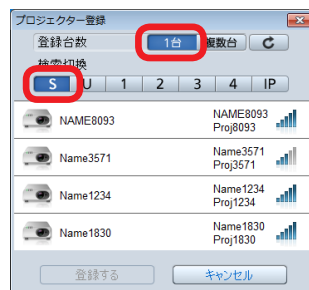 プロジェクター登録
登録台数 1台 複数台
検索切換
S U 1 2 3 4 IP
NAME8093 NAME8093
Proj8093
Name3571 Name3571
Proj3571
Name1234 Name1234
Proj1234
Name1830 Name1830
Proj1830
登録する キャンセル